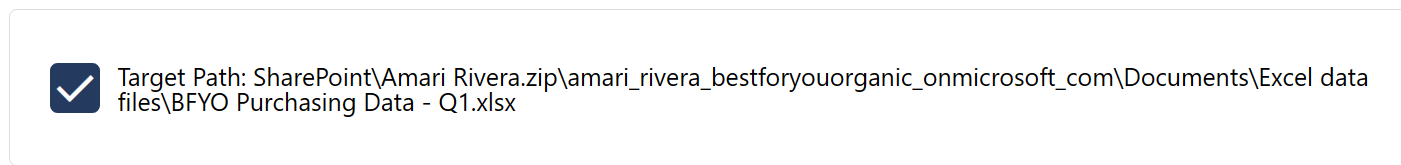 Target Path: SharePoint\Amari Rivera.zip\amari_rivera_bestforyouorganic_onmicrosoft_com\Documents\Excel data
files\BFYO Purchasing Data - Q1.xlsx